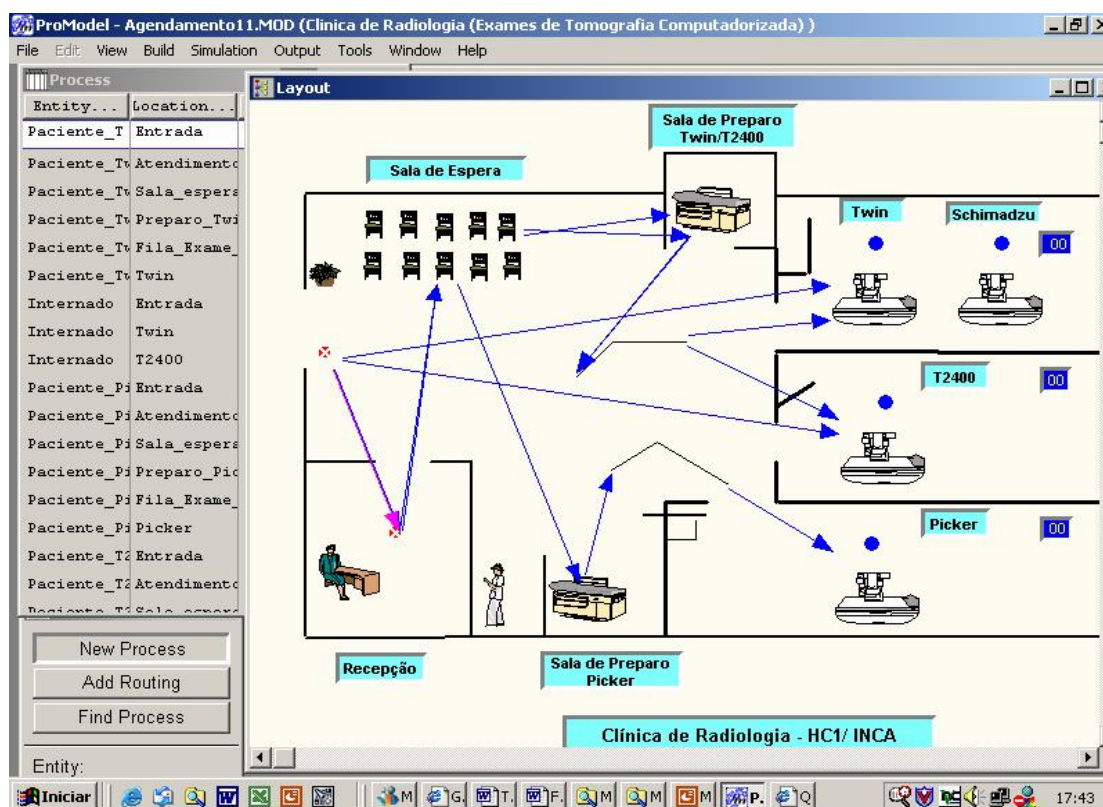 ProModel - Agendamento11.MOD (Clinica de Radiologia (Exames de Tomografia Computadorizada) )
File Edit View Build Simulation Output Tools Window Help
Process
Entity... Location...
Paciente_T Entrada
Paciente_Tw Atendimento
Paciente_Tw Sala_espera
Paciente_Tw Preparo_Twi
Paciente_Tw Fila_Exame_
Paciente_Tw Twin
Internado Entrada
Internado Twin
Internado T2400
Paciente_Pi Entrada
Paciente_Pi Atendimento
Paciente_Pi Sala_espera
Paciente_Pi Preparo_Pic
Paciente_Pi Fila_Exame_
Paciente_Pi Picker
Paciente_T2 Entrada
Paciente_T2 Atendimento
Paciente_T2 Sala_espera
New Process
Add Routing
Find Process
Entity:
Layout
Sala de Preparo
Twin/T2400
Sala de Espera
Twin
Schimadzu
00
T2400
00
Picker
00
Recepção
Sala de Preparo
Picker
Clínica de Radiologia - HC1/ INCA
Iniciar M G. T. F. M M M P. Q 17:43